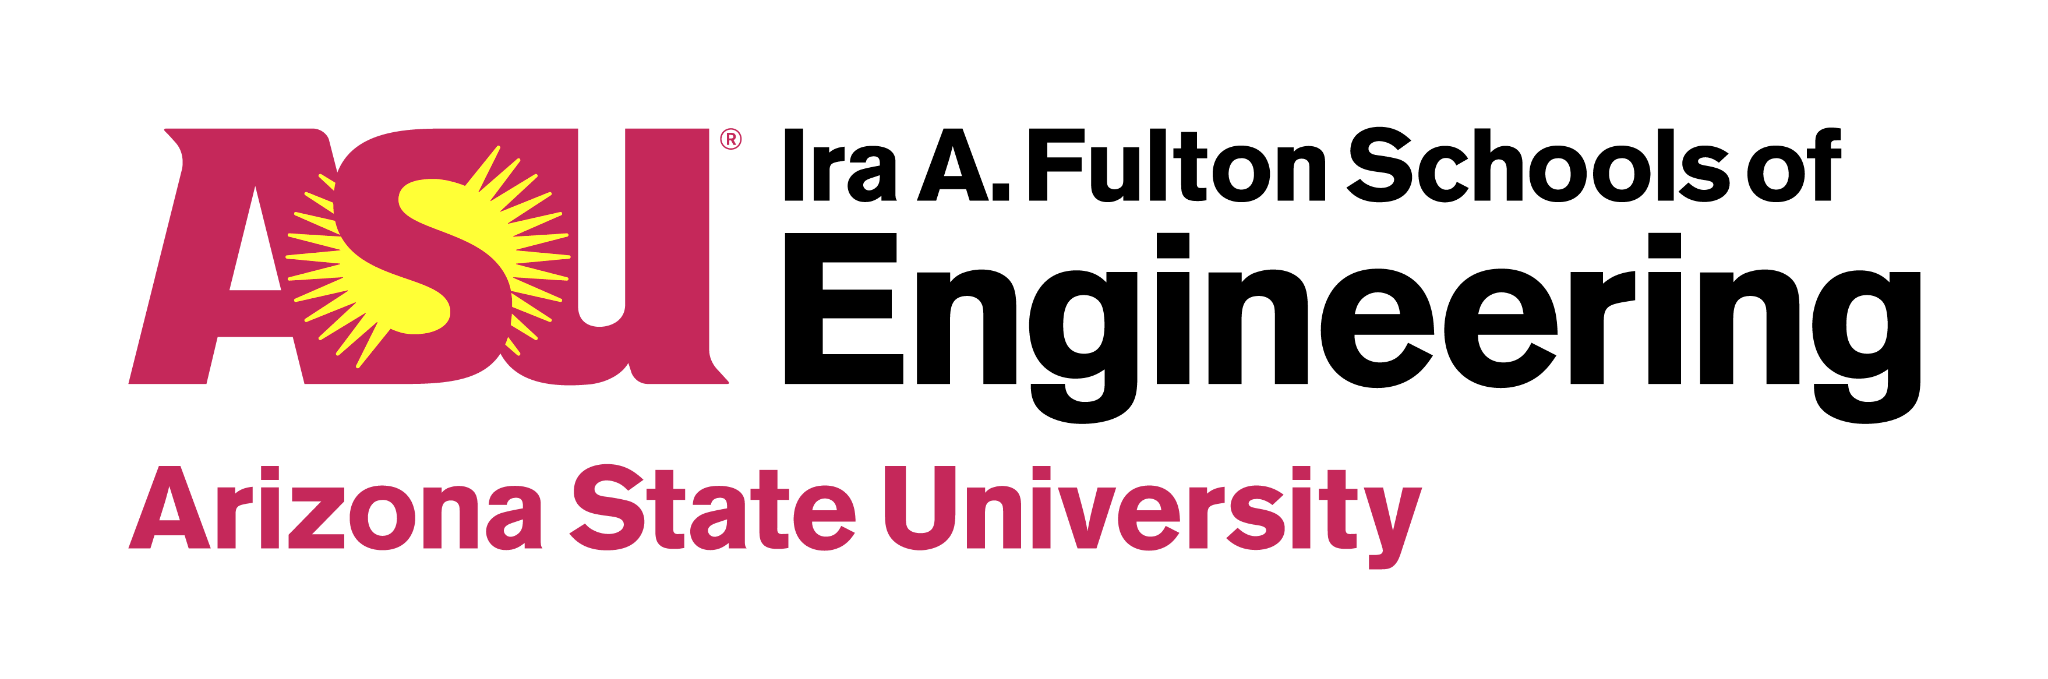 ASU®
Ira A. Fulton Schools of
Engineering
Arizona State University